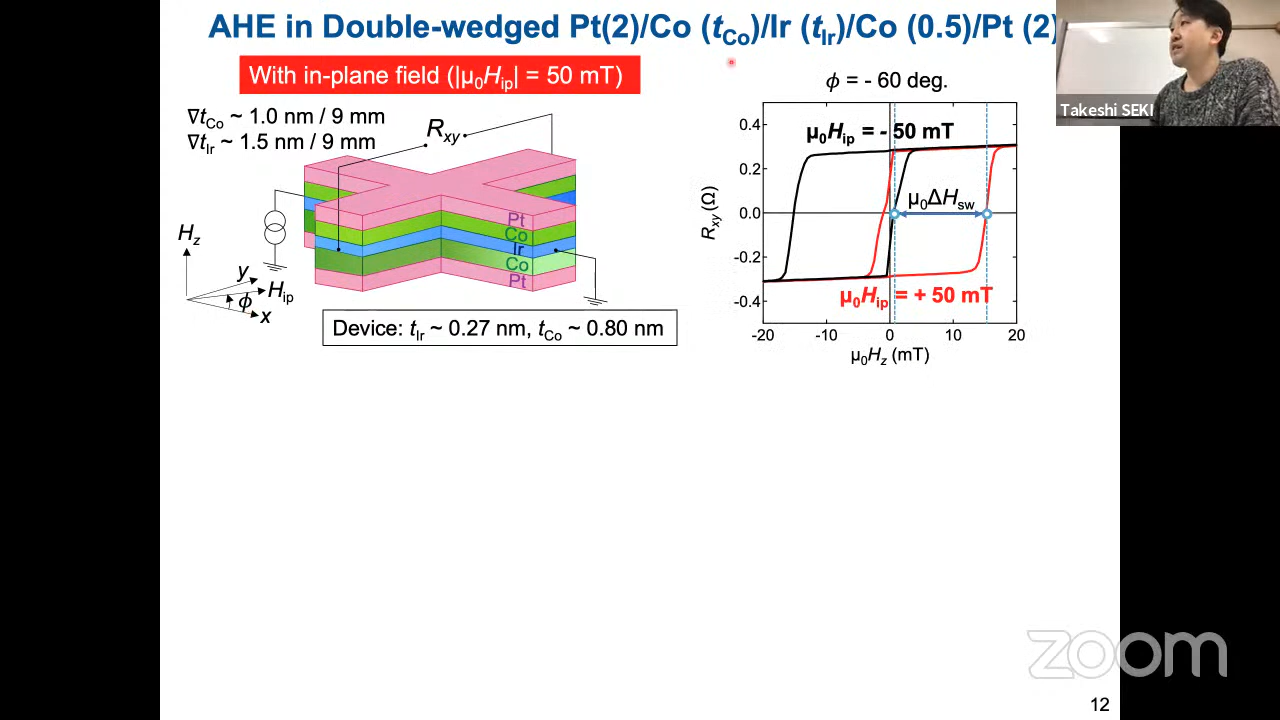 AHE in Double-wedged Pt(2)/Co (tCo)/Ir (tIr)/Co (0.5)/Pt (2)
With in-plane field (|µ0Hip| = 50 mT)
∇tCo ~ 1.0 nm / 9 mm
∇tIr ~ 1.5 nm / 9 mm
Rxy
Pt
Co
Ir
Co
Pt
Hz
y
Hip
ϕ
x
Device: tIr ~ 0.27 nm, tCo ~ 0.80 nm
ϕ = - 60 deg.
µ0Hip = - 50 mT
µ0ΔHsw
µ0Hip = + 50 mT
Rxy (Ω)
0.4
0.2
0.0
-0.2
-0.4
-20 -10 0 10 20
µ0Hz (mT)
Takeshi SEKI
zoom
12